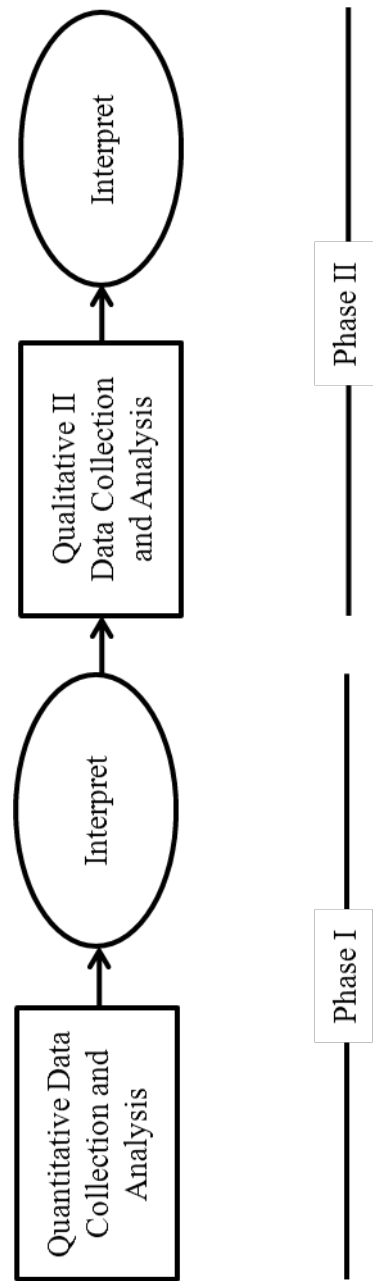 Quantitative Data
Collection and
Analysis
Interpret
Qualitative II
Data Collection
and Analysis
Interpret
Phase I
Phase II